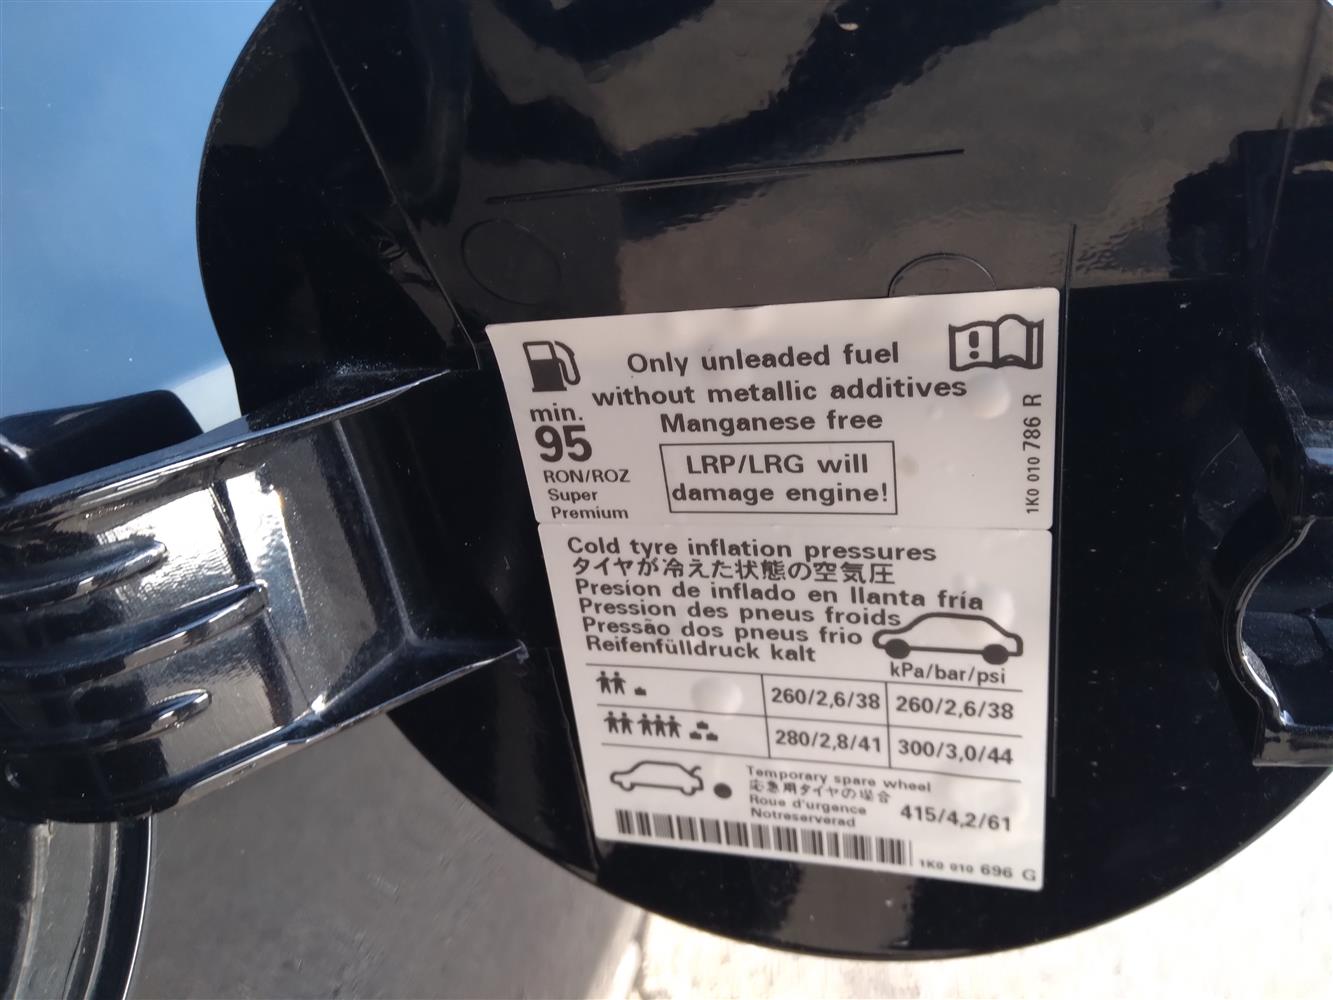 Only unleaded fuel
without metallic additives
Manganese free
min.
95
RON/ROZ
Super
Premium
LRP/LRG will
damage engine!
1K0 010 786 R
Cold tyre inflation pressures
タイヤが冷えた状態の空気圧
Presión de inflado en llanta fría
Pression des pneus froids
Pressão dos pneus frio
Reifenfülldruck kalt
kPa/bar/psi
260/2,6/38 260/2,6/38
280/2,8/41 300/3,0/44
Temporary spare wheel
応急用タイヤの場合
Roue d'urgence
Notreserverad
415/4,2/61
1K0 010 696 G